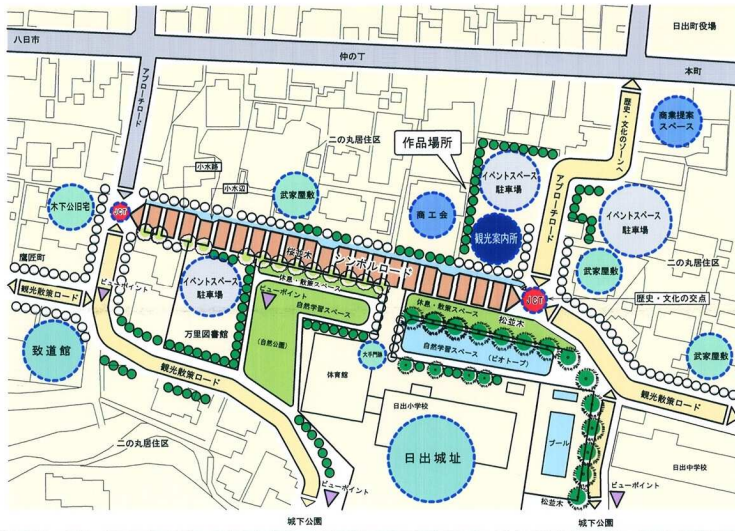 日出町役場
八日市
仲の丁
本町
アプローチロード
歴史・文化のゾーンへ
商業提案
スペース
二の丸居住区
作品場所
小水路
小水辺
イベントスペース
駐車場
アプローチロード
イベントスペース
駐車場
木下公旧宅
JCT
武家屋敷
商工会
観光案内所
武家屋敷
二の丸居住区
鷹匠町
桜並木
シンボルロード
観光散策ロード
ビューポイント
イベントスペース
駐車場
休息・散策スペース
ビューポイント
自然学習スペース
休息・散策スペース
JCT
歴史・文化の交点
松並木
万里図書館
致道館
(自然公園)
大手門跡
自然学習スペース(ビオトープ)
武家屋敷
観光散策ロード
体育館
観光散策ロード
日出小学校
二の丸居住区
日出城址
プール
日出中学校
ビューポイント
松並木
ビューポイント
城下公園
城下公園